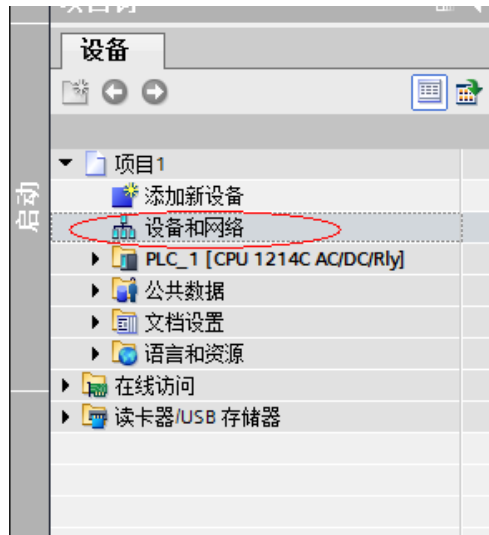 设备
项目1
添加新设备
设备和网络
PLC_1 [CPU 1214C AC/DC/Rly]
公共数据
文档设置
语言和资源
在线访问
读卡器/USB 存储器
启动